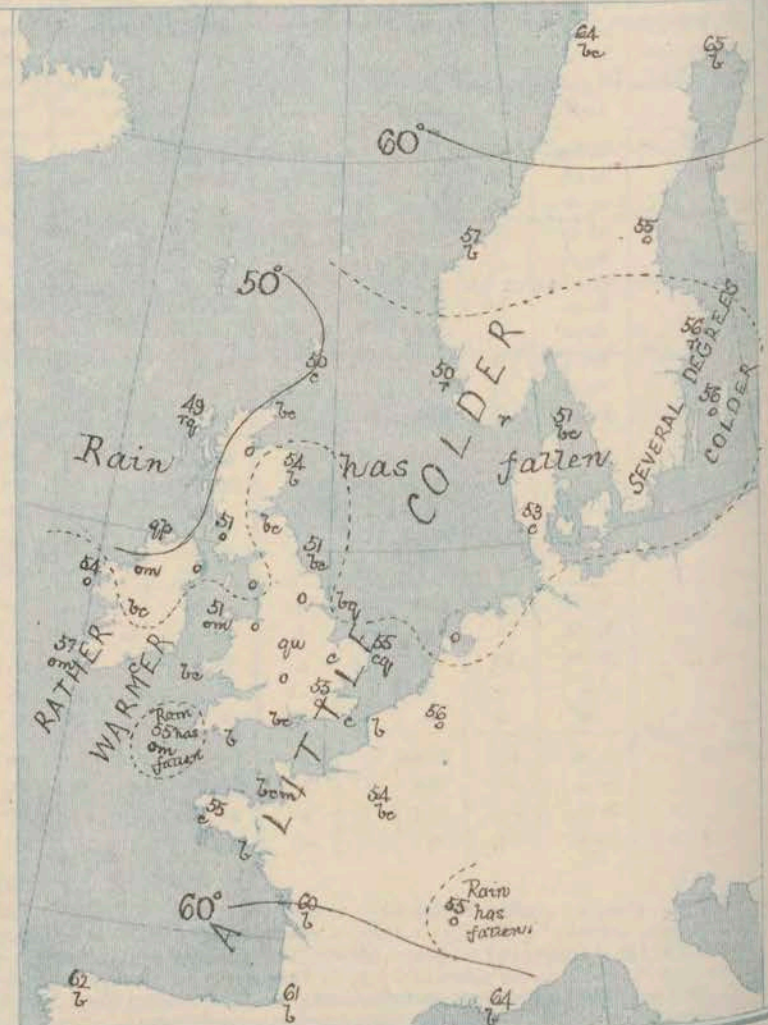 64
bc
65
b
60°
57
b
55
o
50°
50
c
bc
49
rq
50
r
r
57
bc
56
56
o
SEVERAL DEGREES
COLDER
COLDER
Rain has fallen
54
b
53
c
qp
51
bc
51
bc
54
om
o
o
o
o
bc
51
om
o
bq
57
om
qw
c
55
cq
o
RATHER
WARMER
bc
o
55
bc
c
b
56
o
Rain
55 has
om
fallen
b
A LITTLE
bcm
54
bc
55
c
b
60°
60
b
Rain
55 has
o
fallen.
62
b
61
b
64
b